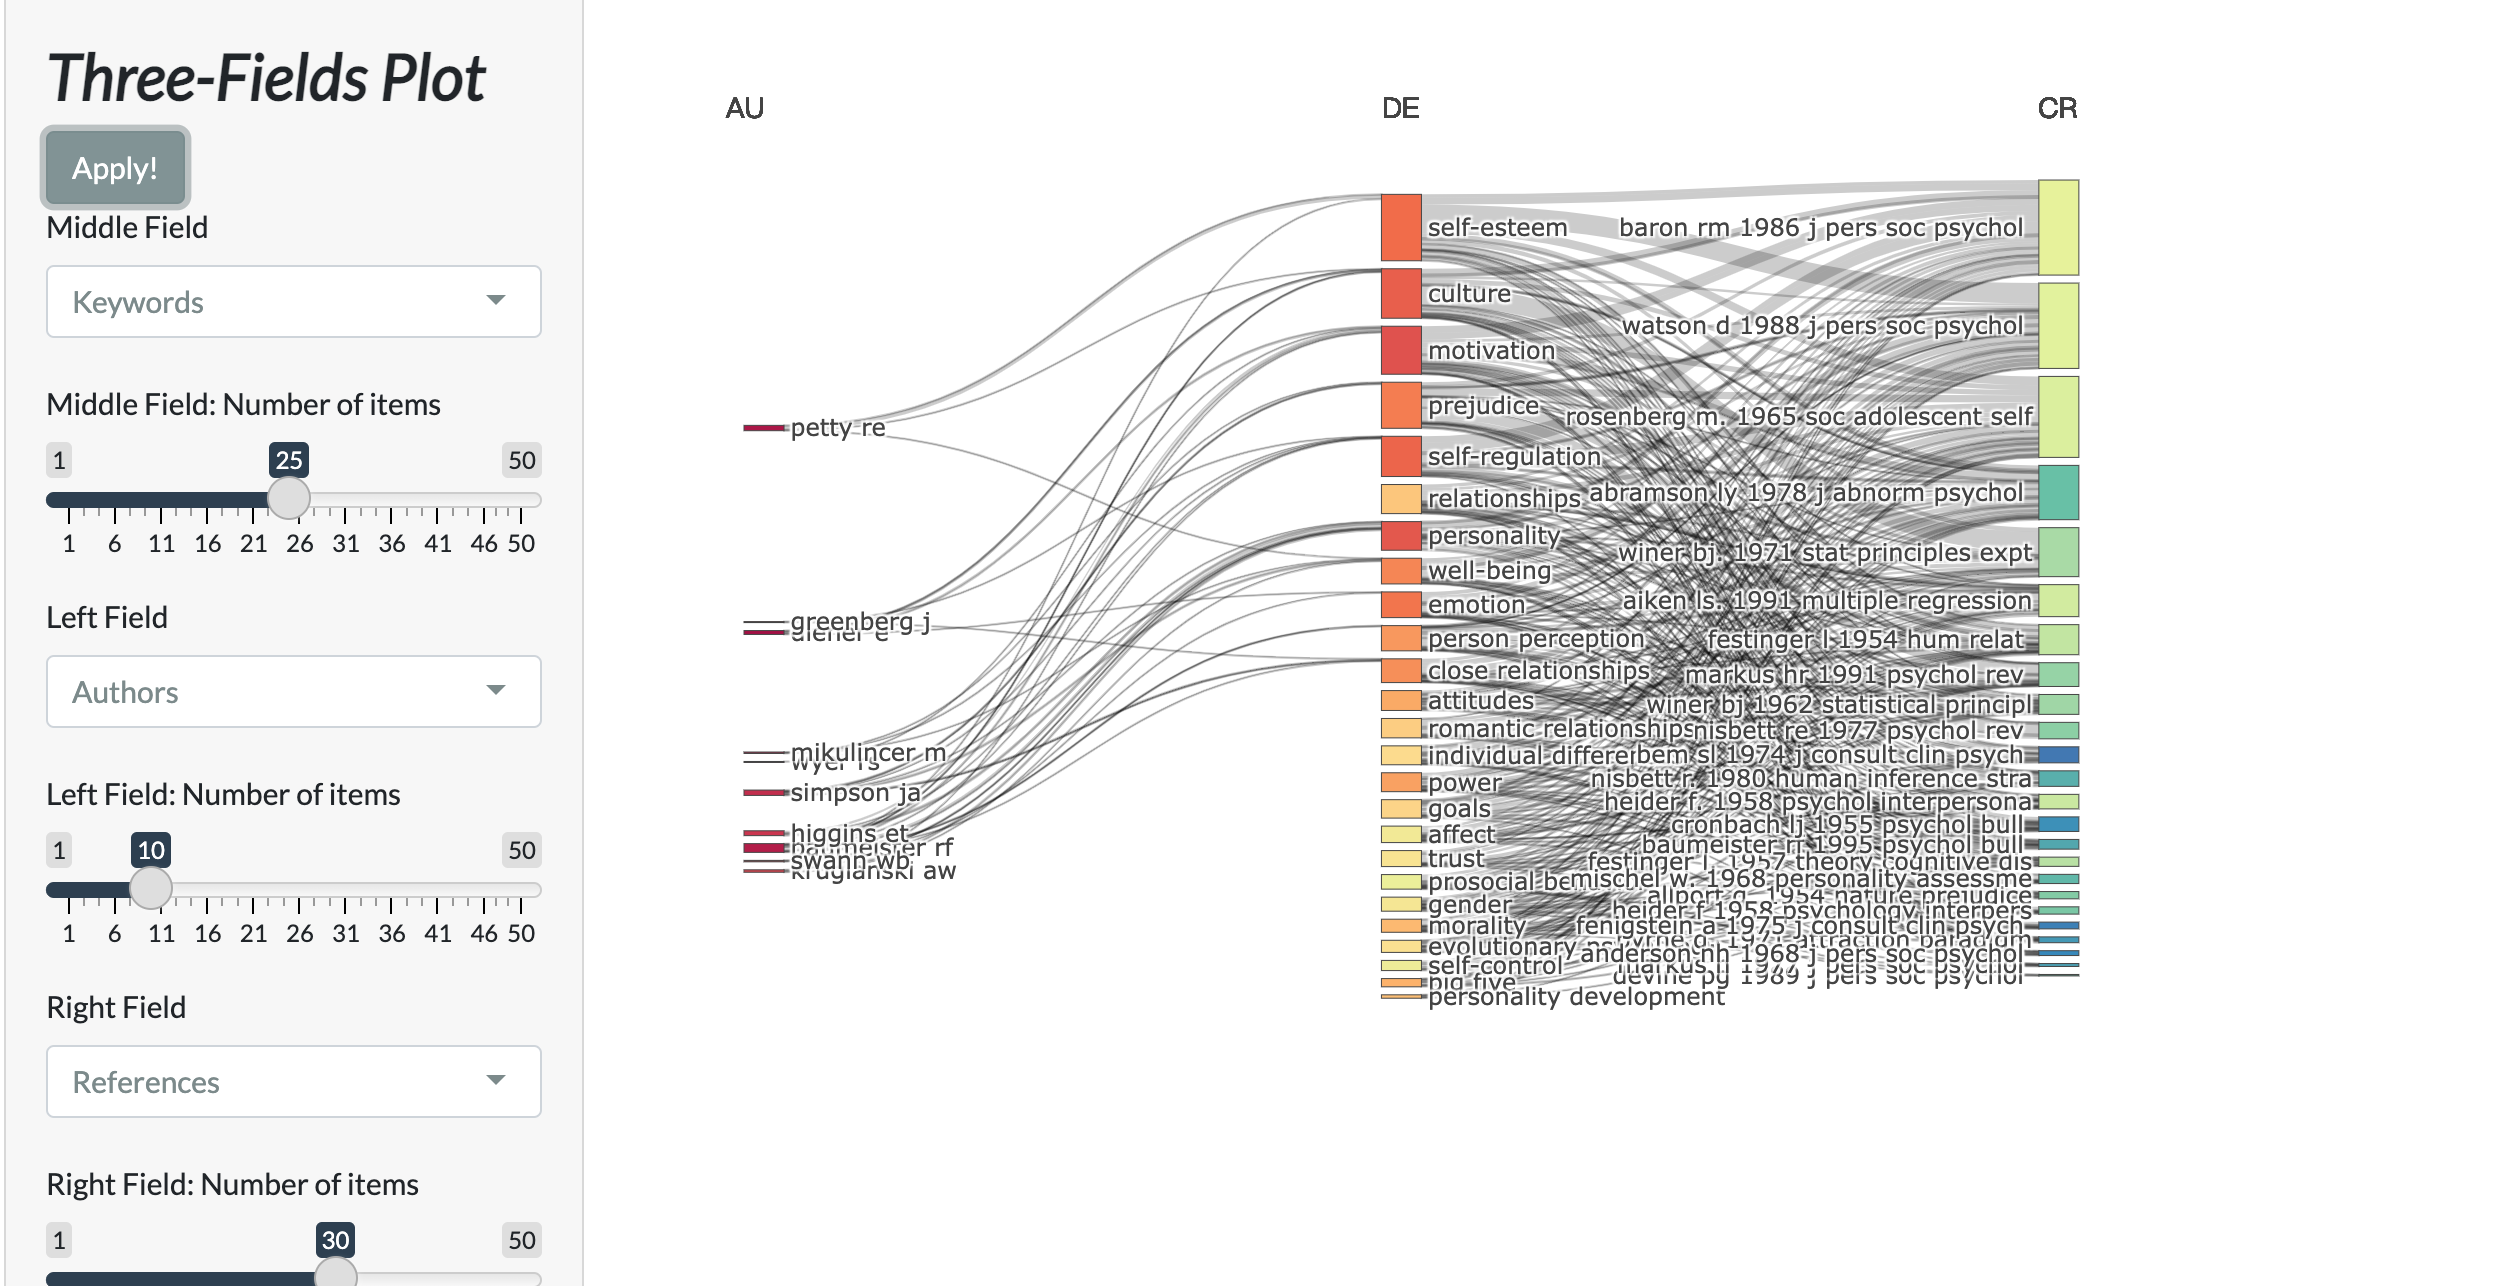 Three-Fields Plot
Apply!
Middle Field
Keywords
Middle Field: Number of items
1 25 50
1 6 11 16 21 26 31 36 41 46 50
Left Field
Authors
Left Field: Number of items
1 10 50
1 6 11 16 21 26 31 36 41 46 50
Right Field
References
Right Field: Number of items
1 30 50
AU
petty re
greenberg j
diener e
mikulincer m
wyer rs
simpson ja
higgins et
baumeister rf
swann wb
kruglanski aw
DE
self-esteem
culture
motivation
prejudice
self-regulation
relationships
personality
well-being
emotion
person perception
close relationships
attitudes
romantic relationships
individual differe
power
goals
affect
trust
prosocial be
gender
morality
evolutionary
self-control
big five
personality development
CR
baron rm 1986 j pers soc psychol
watson d 1988 j pers soc psychol
rosenberg m. 1965 soc adolescent self
abramson ly 1978 j abnorm psychol
winer bj. 1971 stat principles expt
aiken ls. 1991 multiple regression
festinger l 1954 hum relat
markus hr 1991 psychol rev
winer bj 1962 statistical principl
nisbett re 1977 psychol rev
bem sl 1974 j consult clin psych
nisbett r. 1980 human inference stra
heider f. 1958 psychol interpersona
cronbach lj 1955 psychol bull
baumeister rf 1995 psychol bull
festinger l. 1957 theory cognitive dis
mischel w. 1968 personality assessme
allport g. 1954 nature prejudice
heider f 1958 psychology interpers
fenigstein a 1975 j consult clin psych
byrne d. 1971 attraction paradigm
anderson nh 1968 j pers soc psychol
markus h 1977 j pers soc psychol
devine pg 1989 j pers soc psychol